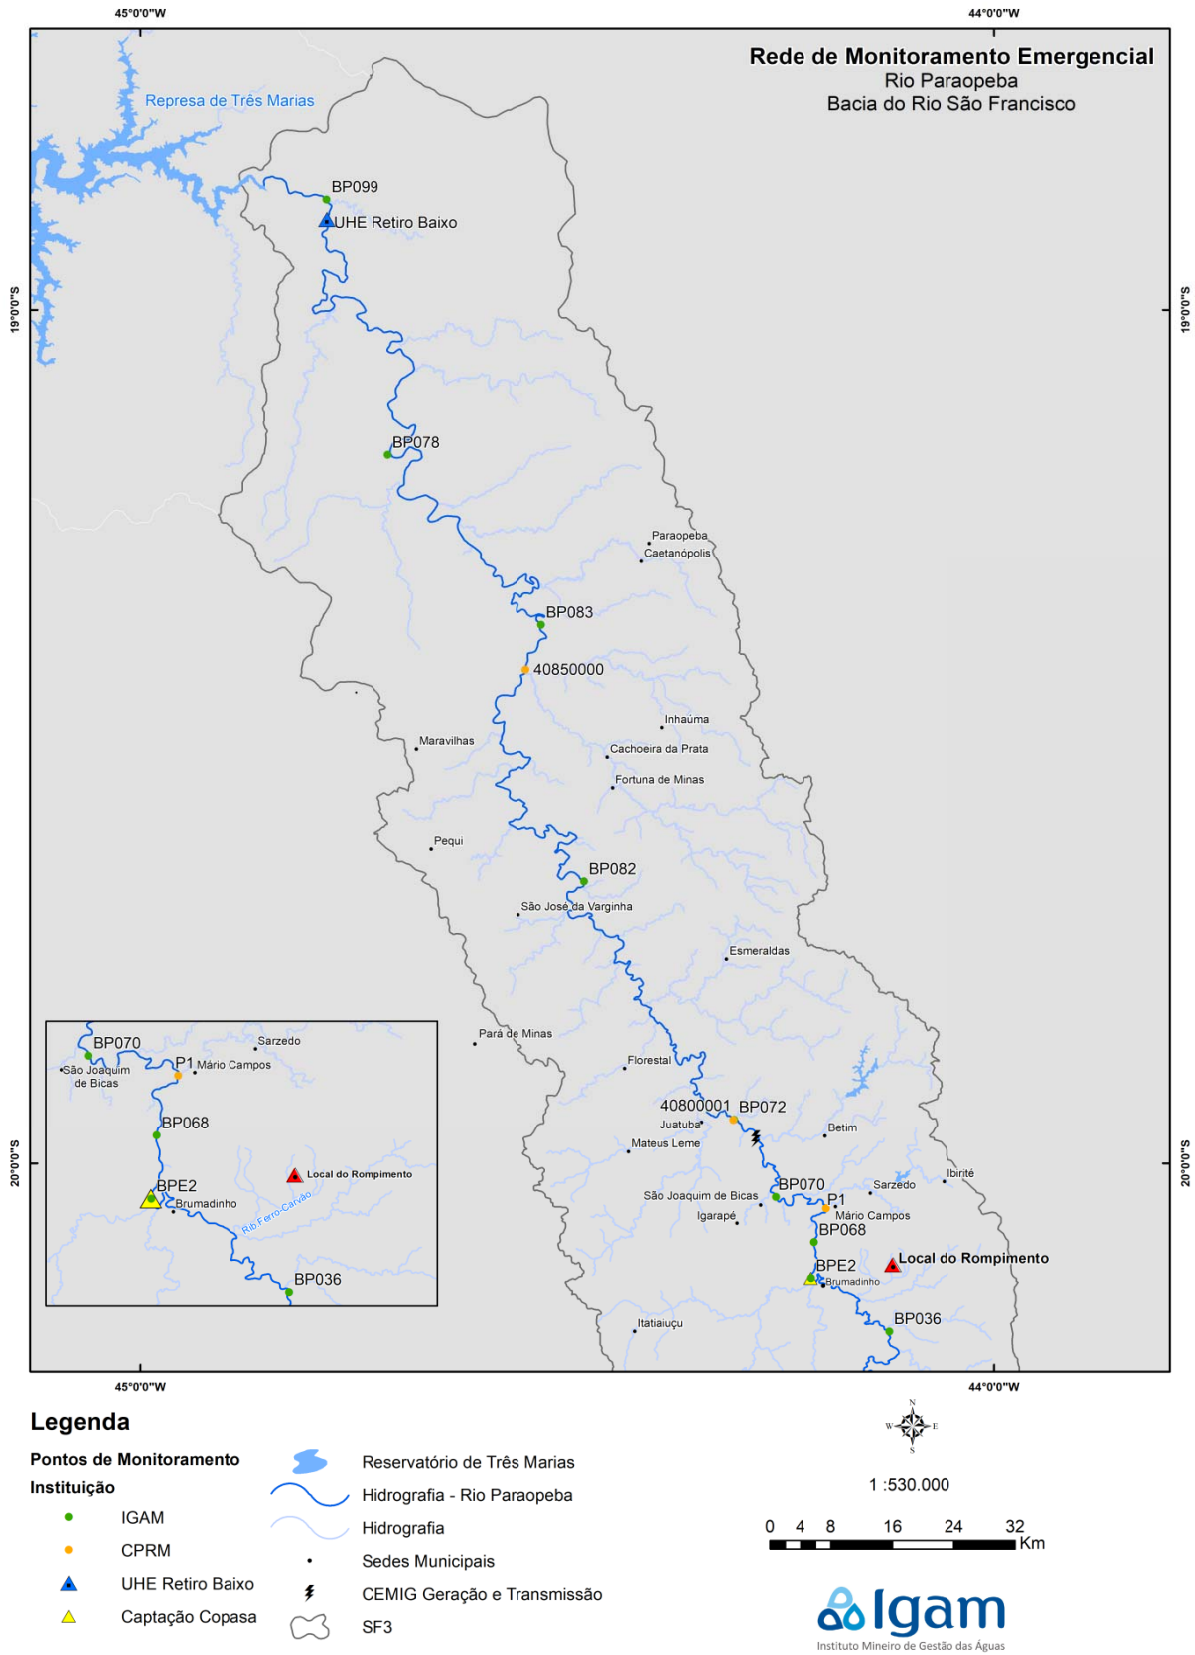 45°0'0"W
44°0'0"W
Rede de Monitoramento Emergencial
Rio Paraopeba
Bacia do Rio São Francisco
Represa de Três Marias
BP099
UHE Retiro Baixo
19°0'0"S
19°0'0"S
BP078
Paraopeba
Caetanópolis
BP083
40850000
Inhaúma
Maravilhas
Cachoeira da Prata
Fortuna de Minas
Pequi
BP082
São José da Varginha
Esmeraldas
Pará de Minas
Florestal
40800001
BP072
Juatuba
Detim
Mateus Leme
Ibirité
20°0'0"S
20°0'0"S
BP070
Sarzedo
São Joaquim de Bicas
P1
Mário Campos
Igarapé
BP068
Local do Rompimento
BPE2
Brumadinho
BP036
Itatiaiuçu
BP070
Sarzedo
São Joaquim
de Bicas
P1
Mário Campos
BP068
Local do Rompimento
BPE2
Brumadinho
Rib.Ferro-Carvão
BP036
45°0'0"W
44°0'0"W
Legenda
Pontos de Monitoramento
Instituição
IGAM
CPRM
UHE Retiro Baixo
Captação Copasa
Reservatório de Três Marias
Hidrografia - Rio Paraopeba
Hidrografia
Sedes Municipais
CEMIG Geração e Transmissão
SF3
N
W
E
S
1 :530.000
0 4 8 16 24 32
Km
Igam
Instituto Mineiro de Gestão das Águas